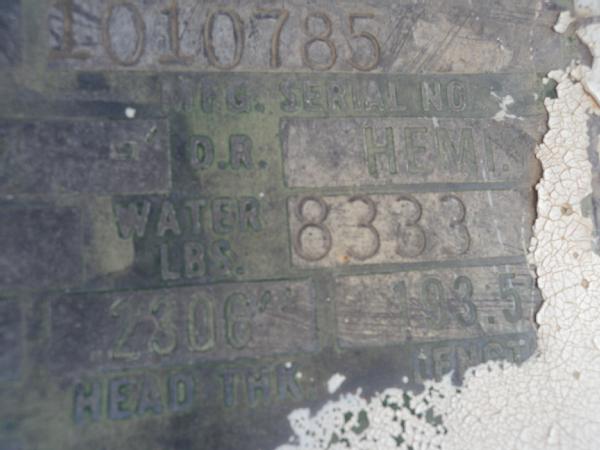 1010785
MFG. SERIAL NO.
D.R. HEMI.
WATER LBS. 8333
.2306" 193.5
HEAD THK.